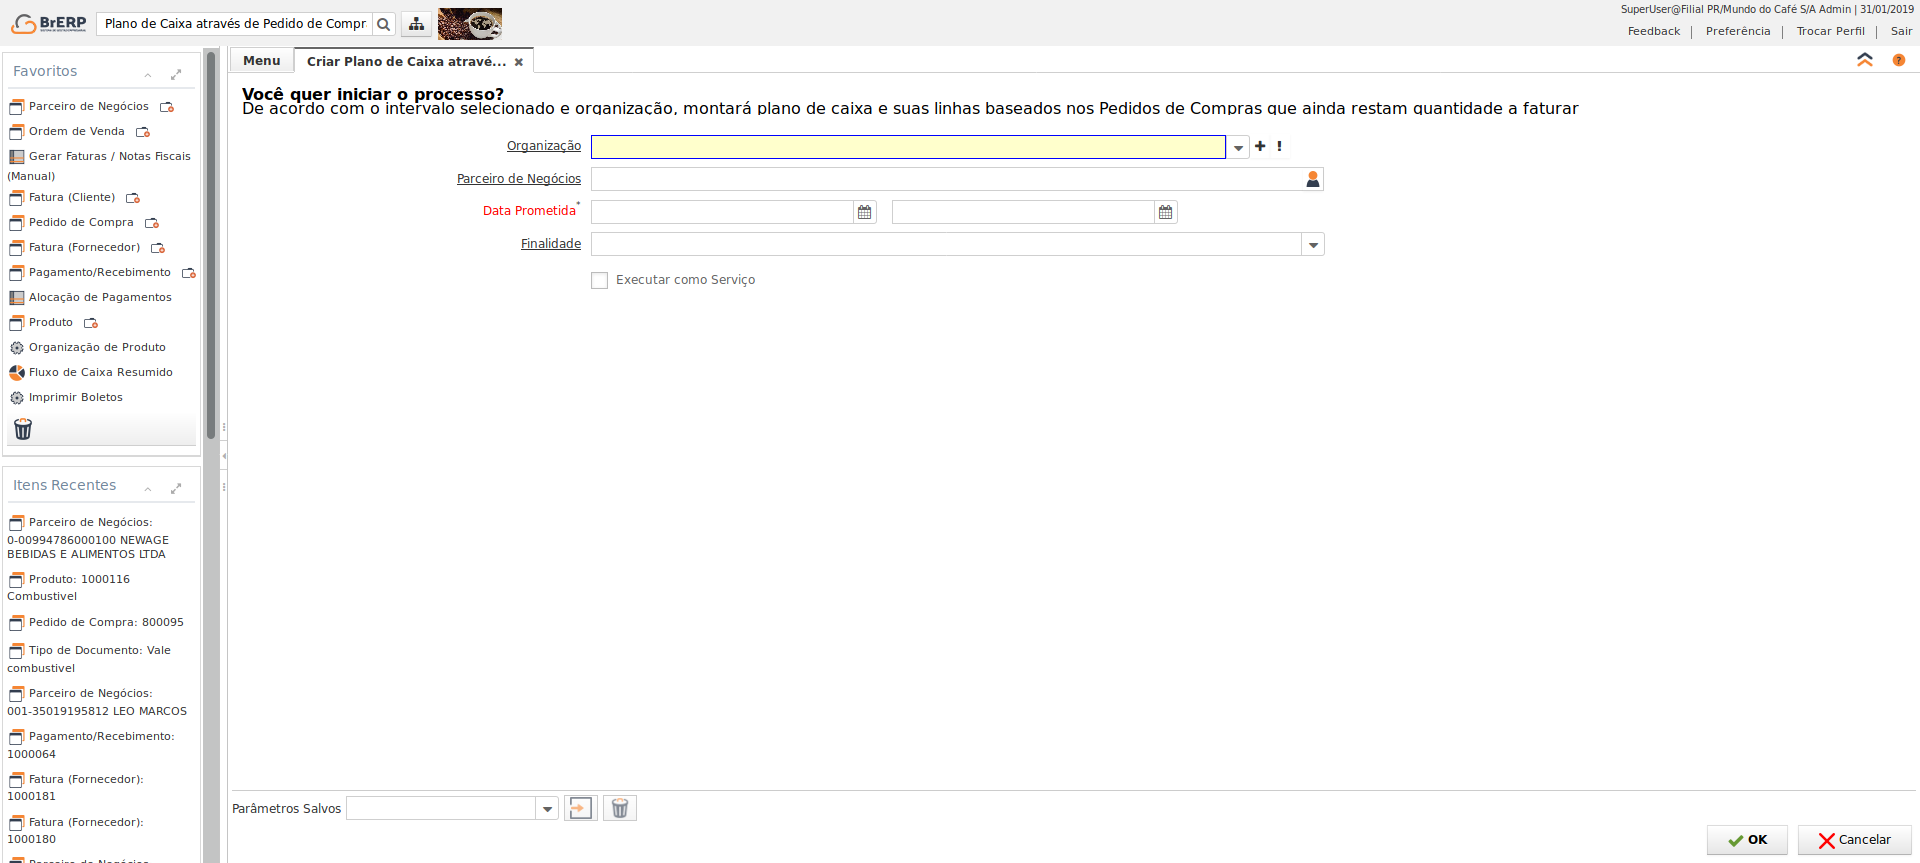 BrERP
Plano de Caixa através de Pedido de Compr
SuperUser@Filial PR/Mundo do Café S/A Admin | 31/01/2019
Feedback | Preferência | Trocar Perfil | Sair
Favoritos
Parceiro de Negócios
Ordem de Venda
Gerar Faturas / Notas Fiscais
(Manual)
Fatura (Cliente)
Pedido de Compra
Fatura (Fornecedor)
Pagamento/Recebimento
Alocação de Pagamentos
Produto
Organização de Produto
Fluxo de Caixa Resumido
Imprimir Boletos
Itens Recentes
Parceiro de Negócios:
0-00994786000100 NEWAGE
BEBIDAS E ALIMENTOS LTDA
Produto: 1000116
Combustivel
Pedido de Compra: 800095
Tipo de Documento: Vale
combustivel
Parceiro de Negócios:
001-35019195812 LEO MARCOS
Pagamento/Recebimento:
1000064
Fatura (Fornecedor):
1000181
Fatura (Fornecedor):
1000180
Parceiro de Negócios
Menu
Criar Plano de Caixa atravé...
Você quer iniciar o processo?
De acordo com o intervalo selecionado e organização, montará plano de caixa e suas linhas baseados nos Pedidos de Compras que ainda restam quantidade a faturar
Organização
Parceiro de Negócios
Data Prometida*
Finalidade
Executar como Serviço
Parâmetros Salvos
OK
Cancelar